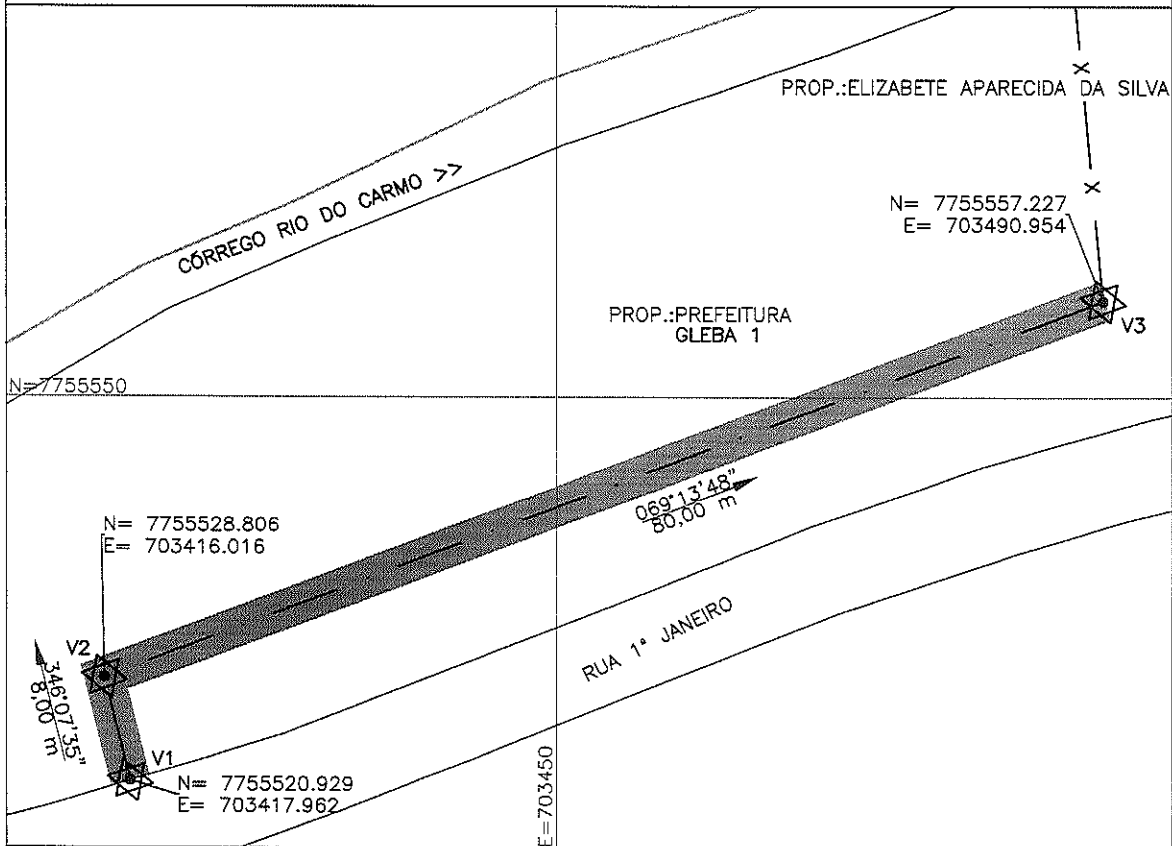 PROP.:ELIZABETE APARECIDA DA SILVA
CÓRREGO RIO DO CARMO >>
N= 7755557.227
E= 703490.954
PROP.:PREFEITURA
GLEBA 1
V3
N=7755550
069°13'48"
80,00 m
N= 7755528.806
E= 703416.016
RUA 1ª JANEIRO
V2
346°07'35"
8,00 m
V1
N= 7755520.929
E= 703417.962
E=703450